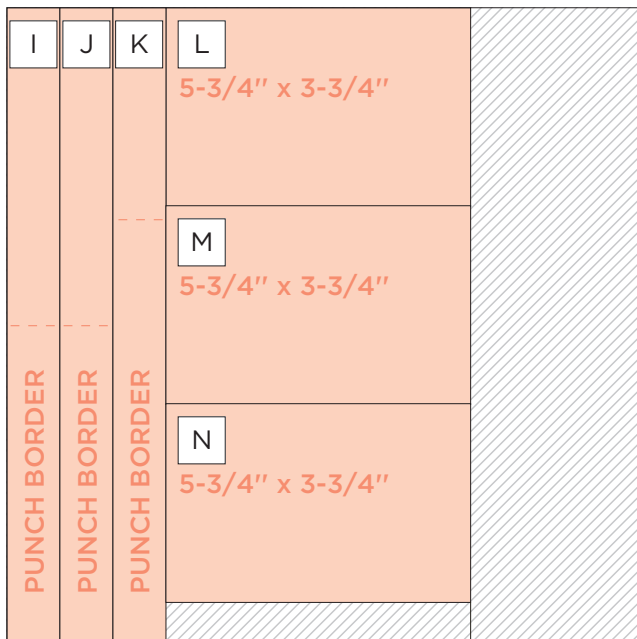 I
J
K
L
5-3/4" x 3-3/4"
M
5-3/4" x 3-3/4"
N
5-3/4" x 3-3/4"
PUNCH BORDER
PUNCH BORDER
PUNCH BORDER